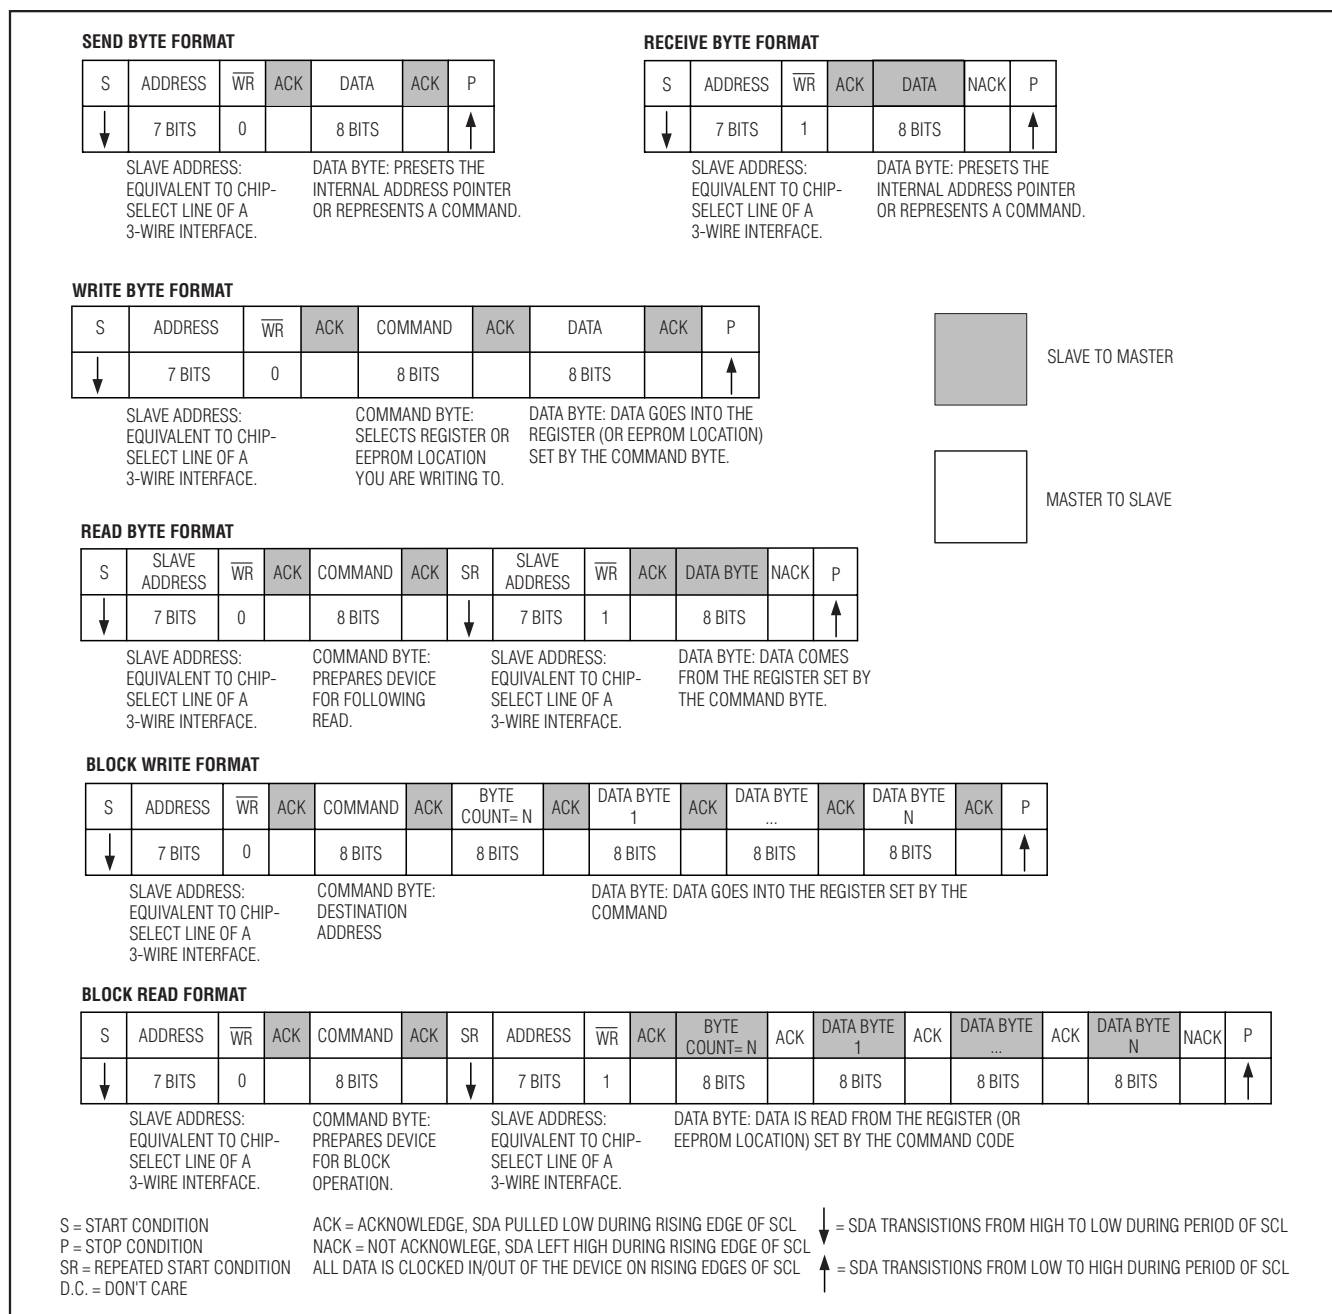 SEND BYTE FORMAT
S ADDRESS WR ACK DATA ACK P
7 BITS 0 8 BITS
SLAVE ADDRESS:
EQUIVALENT TO CHIP-
SELECT LINE OF A
3-WIRE INTERFACE.
DATA BYTE: PRESETS THE
INTERNAL ADDRESS POINTER
OR REPRESENTS A COMMAND.
RECEIVE BYTE FORMAT
S ADDRESS WR ACK DATA NACK P
7 BITS 1 8 BITS
SLAVE ADDRESS:
EQUIVALENT TO CHIP-
SELECT LINE OF A
3-WIRE INTERFACE.
DATA BYTE: PRESETS THE
INTERNAL ADDRESS POINTER
OR REPRESENTS A COMMAND.
WRITE BYTE FORMAT
S ADDRESS WR ACK COMMAND ACK DATA ACK P
7 BITS 0 8 BITS 8 BITS
SLAVE ADDRESS:
EQUIVALENT TO CHIP-
SELECT LINE OF A
3-WIRE INTERFACE.
COMMAND BYTE:
SELECTS REGISTER OR
EEPROM LOCATION
YOU ARE WRITING TO.
DATA BYTE: DATA GOES INTO THE
REGISTER (OR EEPROM LOCATION)
SET BY THE COMMAND BYTE.
SLAVE TO MASTER
MASTER TO SLAVE
READ BYTE FORMAT
S SLAVE ADDRESS WR ACK COMMAND ACK SR SLAVE ADDRESS WR ACK DATA BYTE NACK P
7 BITS 0 8 BITS 7 BITS 1 8 BITS
SLAVE ADDRESS:
EQUIVALENT TO CHIP-
SELECT LINE OF A
3-WIRE INTERFACE.
COMMAND BYTE:
PREPARES DEVICE
FOR FOLLOWING
READ.
SLAVE ADDRESS:
EQUIVALENT TO CHIP-
SELECT LINE OF A
3-WIRE INTERFACE.
DATA BYTE: DATA COMES
FROM THE REGISTER SET BY
THE COMMAND BYTE.
BLOCK WRITE FORMAT
S ADDRESS WR ACK COMMAND ACK BYTE COUNT= N ACK DATA BYTE 1 ACK DATA BYTE ... ACK DATA BYTE N ACK P
7 BITS 0 8 BITS 8 BITS 8 BITS 8 BITS 8 BITS
SLAVE ADDRESS:
EQUIVALENT TO CHIP-
SELECT LINE OF A
3-WIRE INTERFACE.
COMMAND BYTE:
DESTINATION
ADDRESS
DATA BYTE: DATA GOES INTO THE REGISTER SET BY THE
COMMAND
BLOCK READ FORMAT
S ADDRESS WR ACK COMMAND ACK SR ADDRESS WR ACK BYTE COUNT= N ACK DATA BYTE 1 ACK DATA BYTE ... ACK DATA BYTE N NACK P
7 BITS 0 8 BITS 7 BITS 1 8 BITS 8 BITS 8 BITS 8 BITS
SLAVE ADDRESS:
EQUIVALENT TO CHIP-
SELECT LINE OF A
3-WIRE INTERFACE.
COMMAND BYTE:
PREPARES DEVICE
FOR BLOCK
OPERATION.
SLAVE ADDRESS:
EQUIVALENT TO CHIP-
SELECT LINE OF A
3-WIRE INTERFACE.
DATA BYTE: DATA IS READ FROM THE REGISTER (OR
EEPROM LOCATION) SET BY THE COMMAND CODE
S = START CONDITION
P = STOP CONDITION
SR = REPEATED START CONDITION
D.C. = DON'T CARE
ACK = ACKNOWLEDGE, SDA PULLED LOW DURING RISING EDGE OF SCL
NACK = NOT ACKNOWLEGE, SDA LEFT HIGH DURING RISING EDGE OF SCL
ALL DATA IS CLOCKED IN/OUT OF THE DEVICE ON RISING EDGES OF SCL
= SDA TRANSISTIONS FROM HIGH TO LOW DURING PERIOD OF SCL
= SDA TRANSISTIONS FROM LOW TO HIGH DURING PERIOD OF SCL